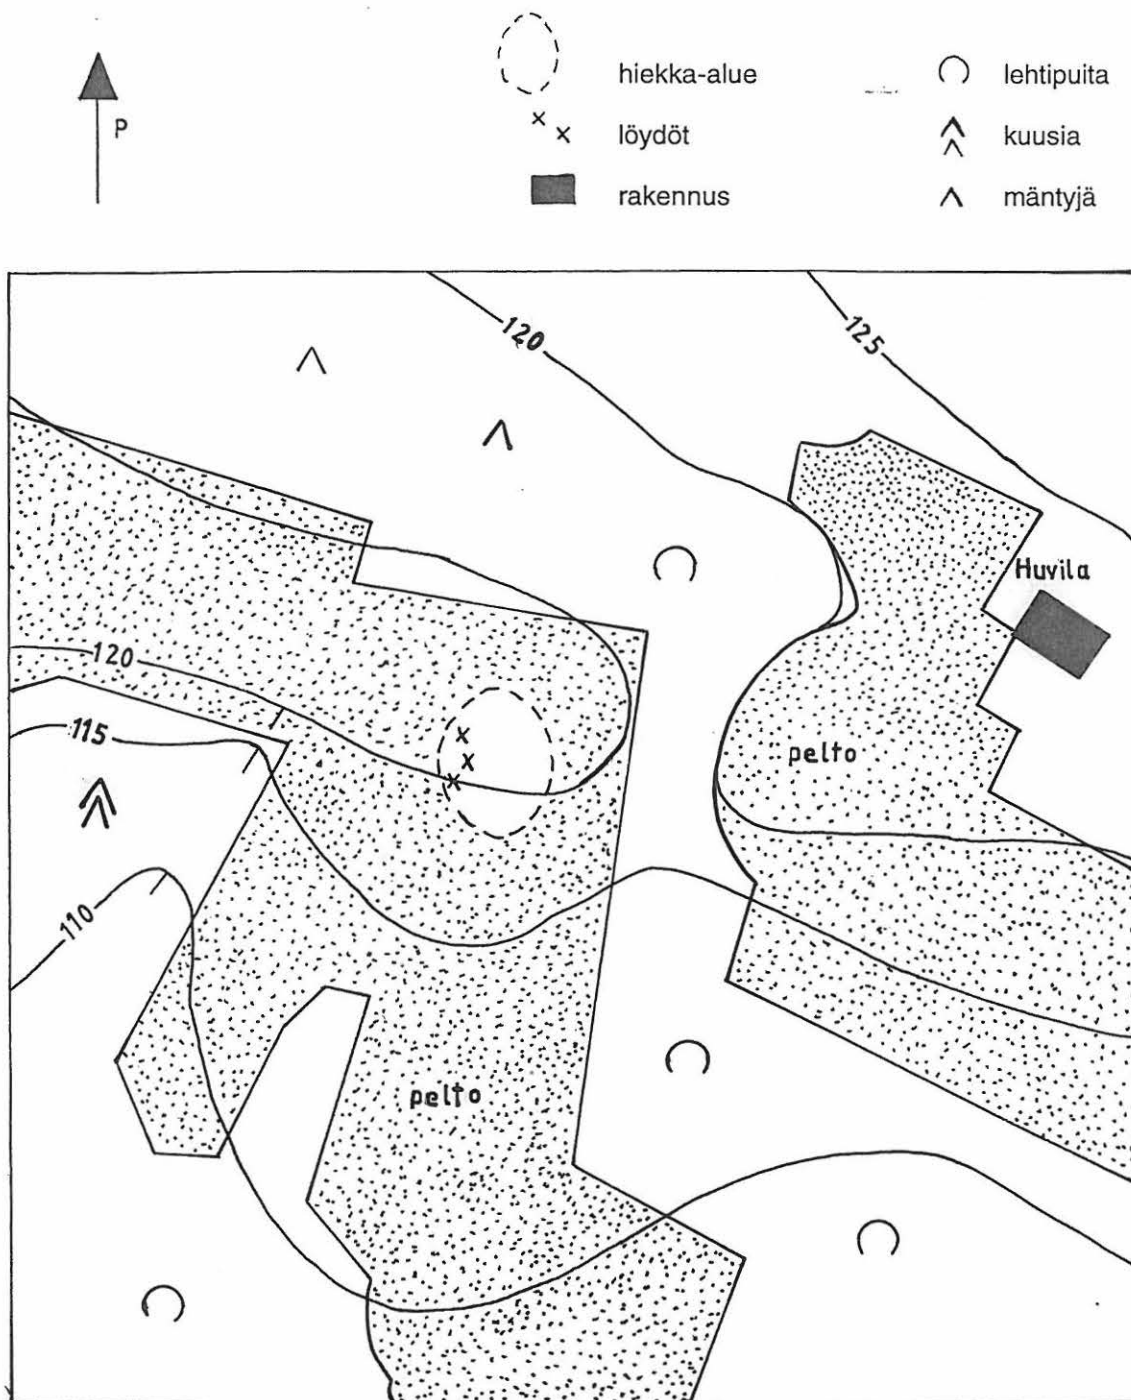 P
hiekka-alue
löydöt
rakennus
lehtipuita
kuusia
mäntyjä
120
125
Huvila
120
115
pelto
110
pelto